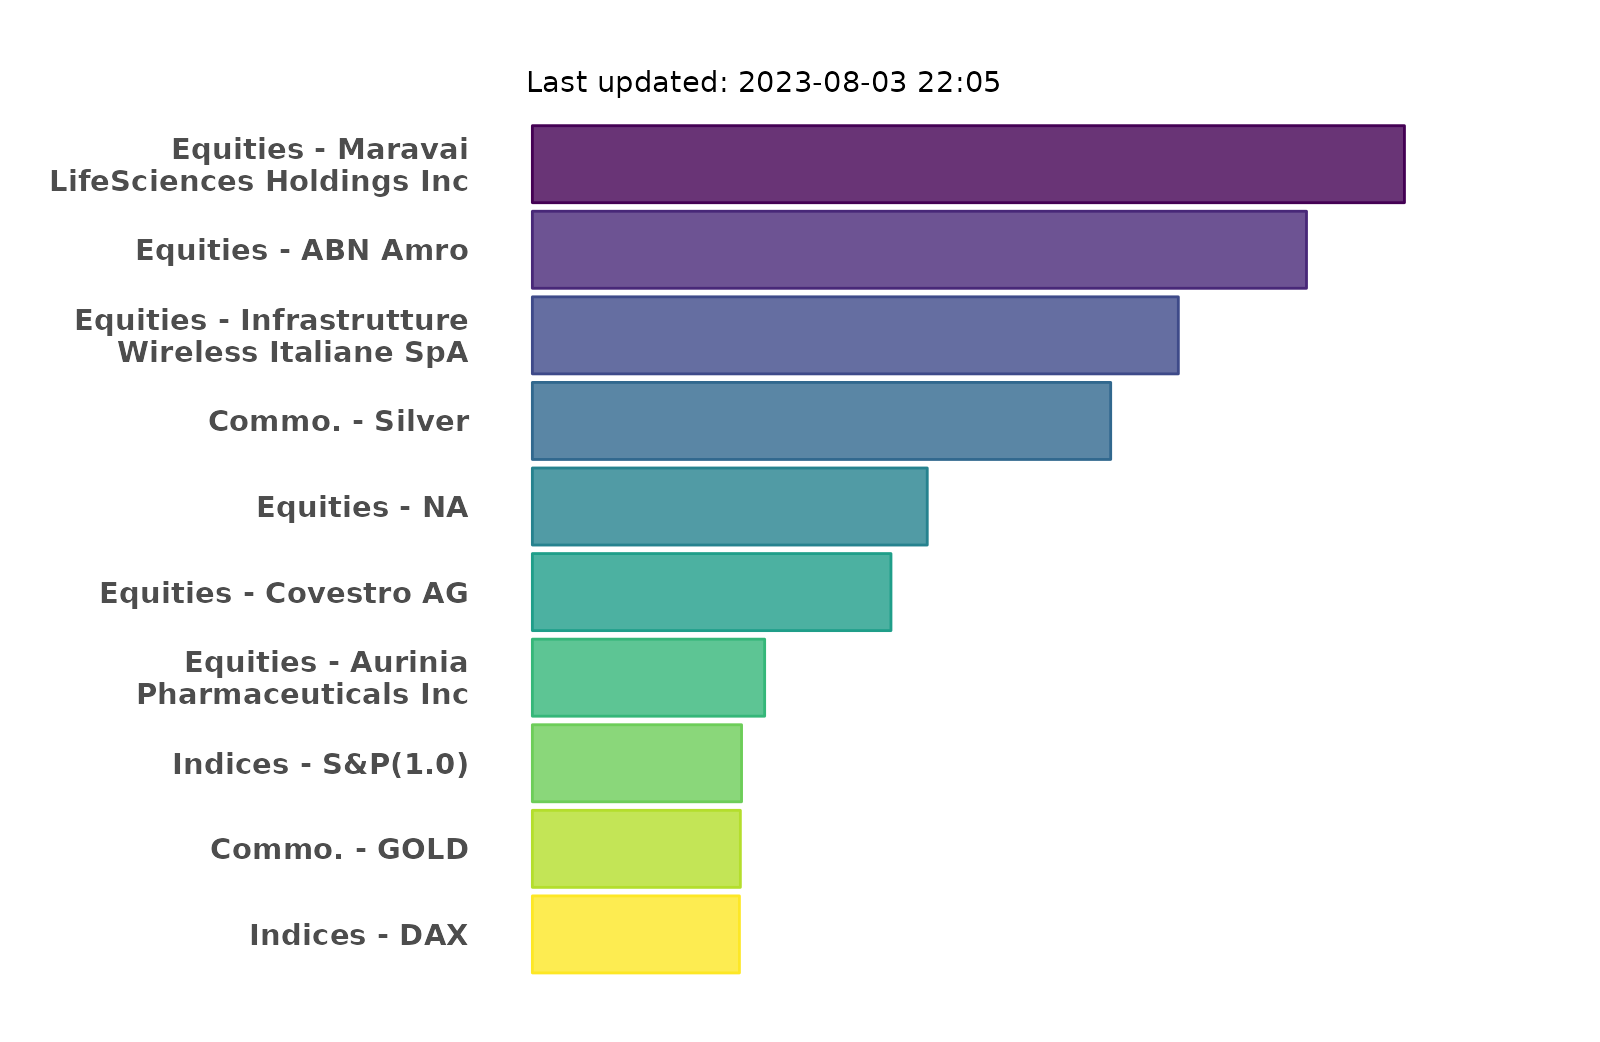 Last updated: 2023-08-03 22:05
Equities - Maravai
LifeSciences Holdings Inc
Equities - ABN Amro
Equities - Infrastrutture
Wireless Italiane SpA
Commo. - Silver
Equities - NA
Equities - Covestro AG
Equities - Aurinia
Pharmaceuticals Inc
Indices - S&P(1.0)
Commo. - GOLD
Indices - DAX